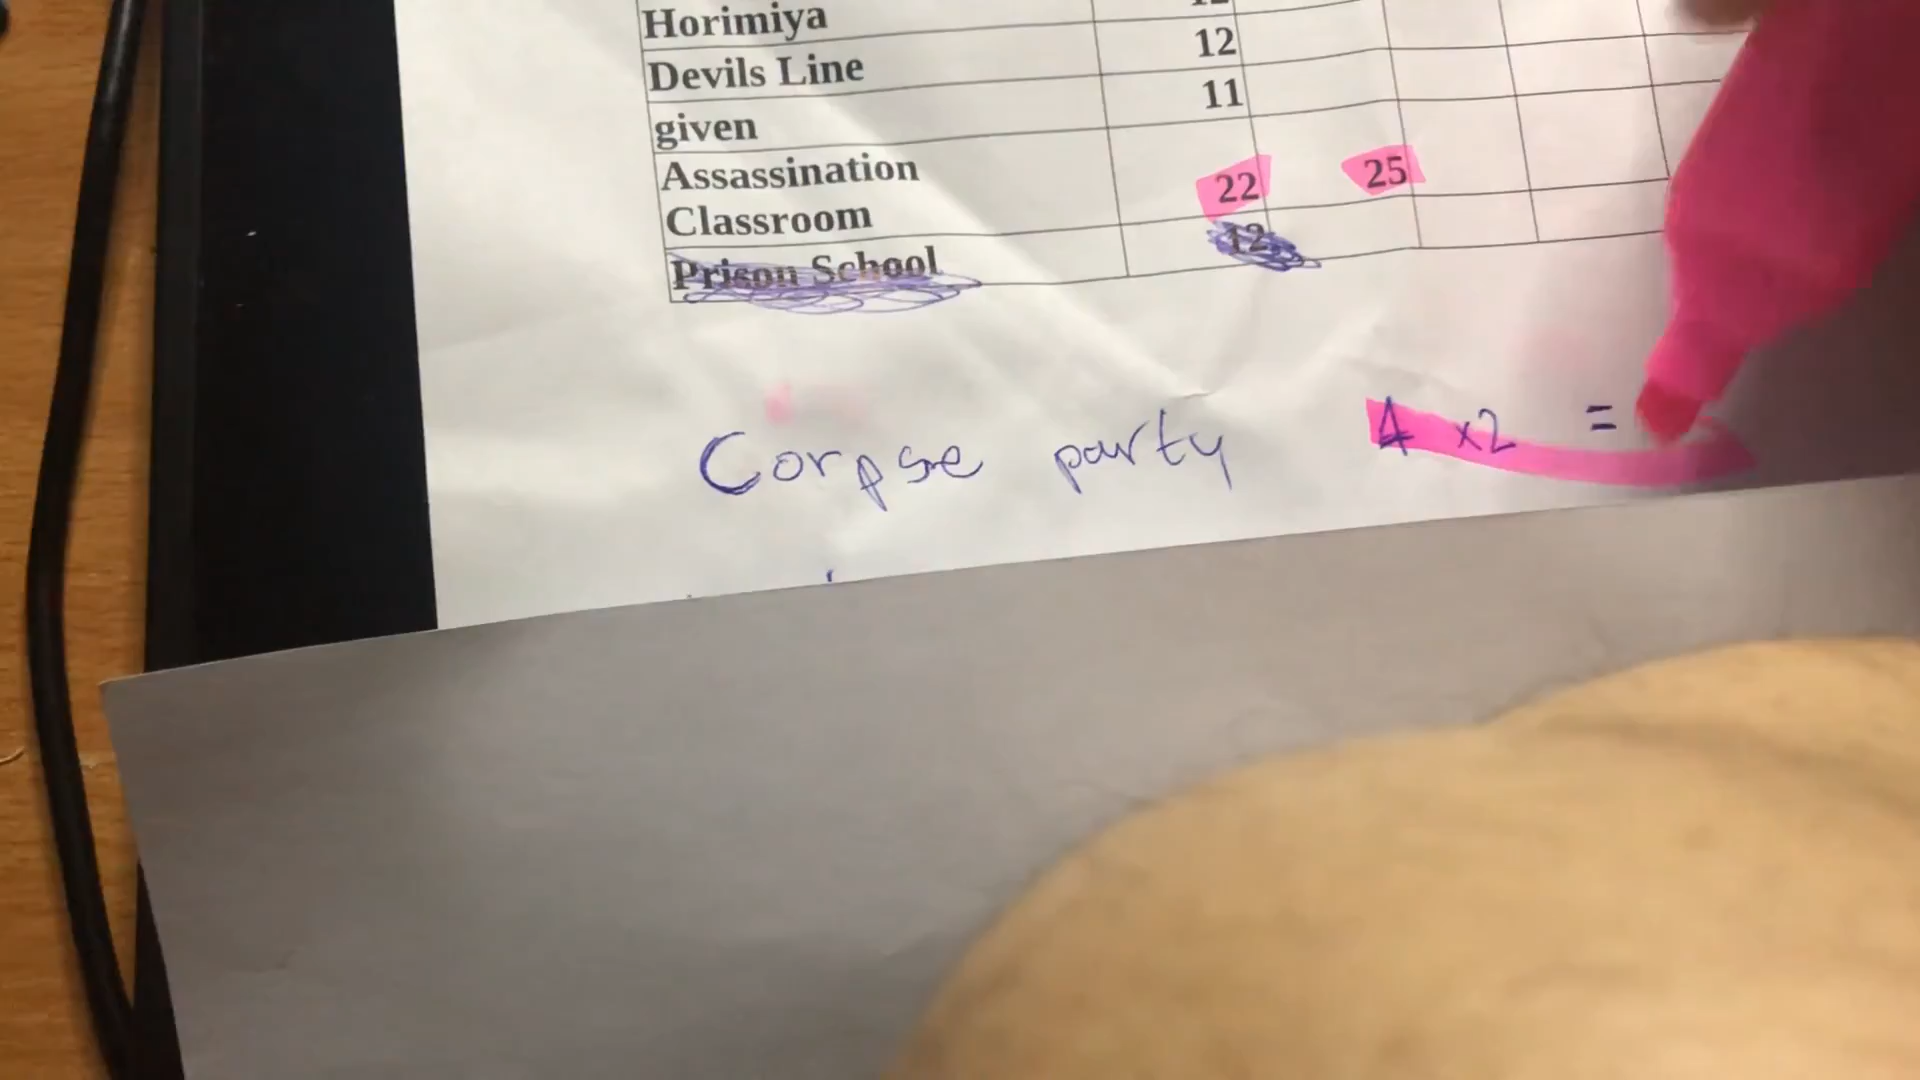 Horimiya
Devils Line 12
given 11
Assassination
Classroom 22 25
Prison School 12
Corpse party 4 x2 =